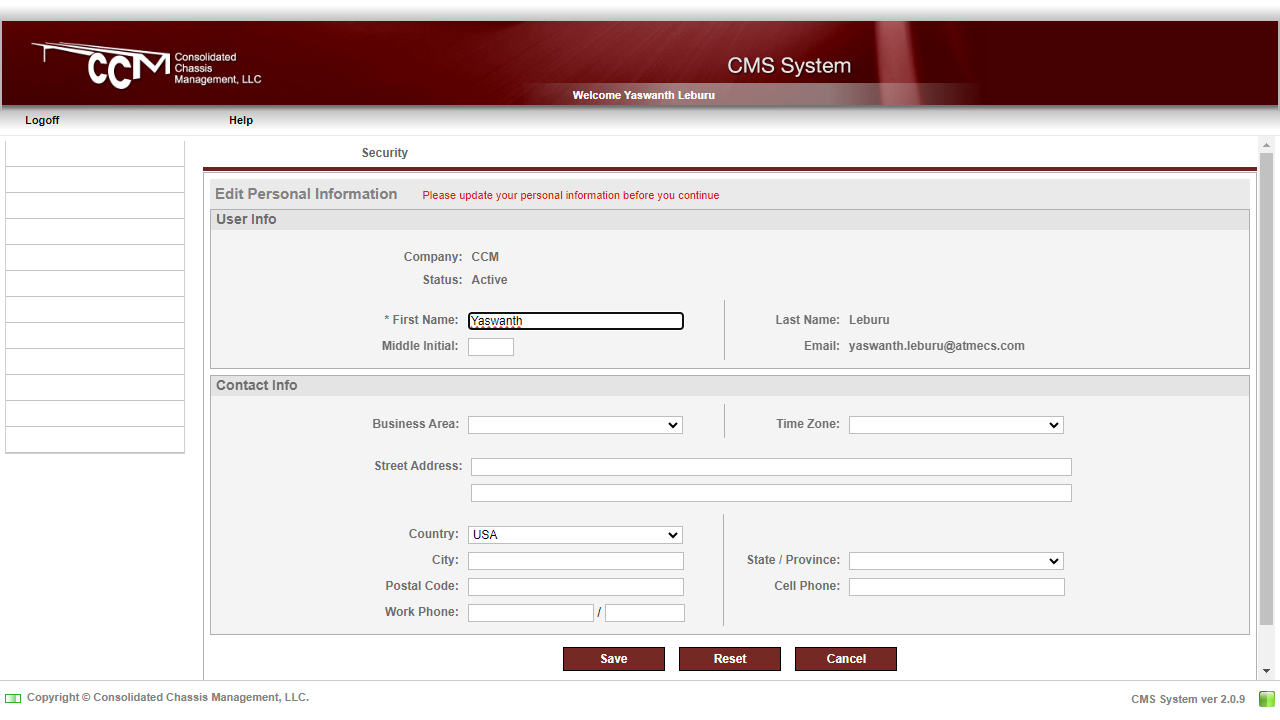 CCM Consolidated
Chassis
Management, LLC
CMS System
Welcome Yaswanth Leburu
Logoff Help
Security
Edit Personal Information Please update your personal information before you continue
User Info
Company: CCM
Status: Active
* First Name: Yaswanth Last Name: Leburu
Middle Initial: Email: yaswanth.leburu@atmecs.com
Contact Info
Business Area: Time Zone:
Street Address:
Country: USA
City: State / Province:
Postal Code: Cell Phone:
Work Phone: /
Save Reset Cancel
Copyright © Consolidated Chassis Management, LLC. CMS System ver 2.0.9